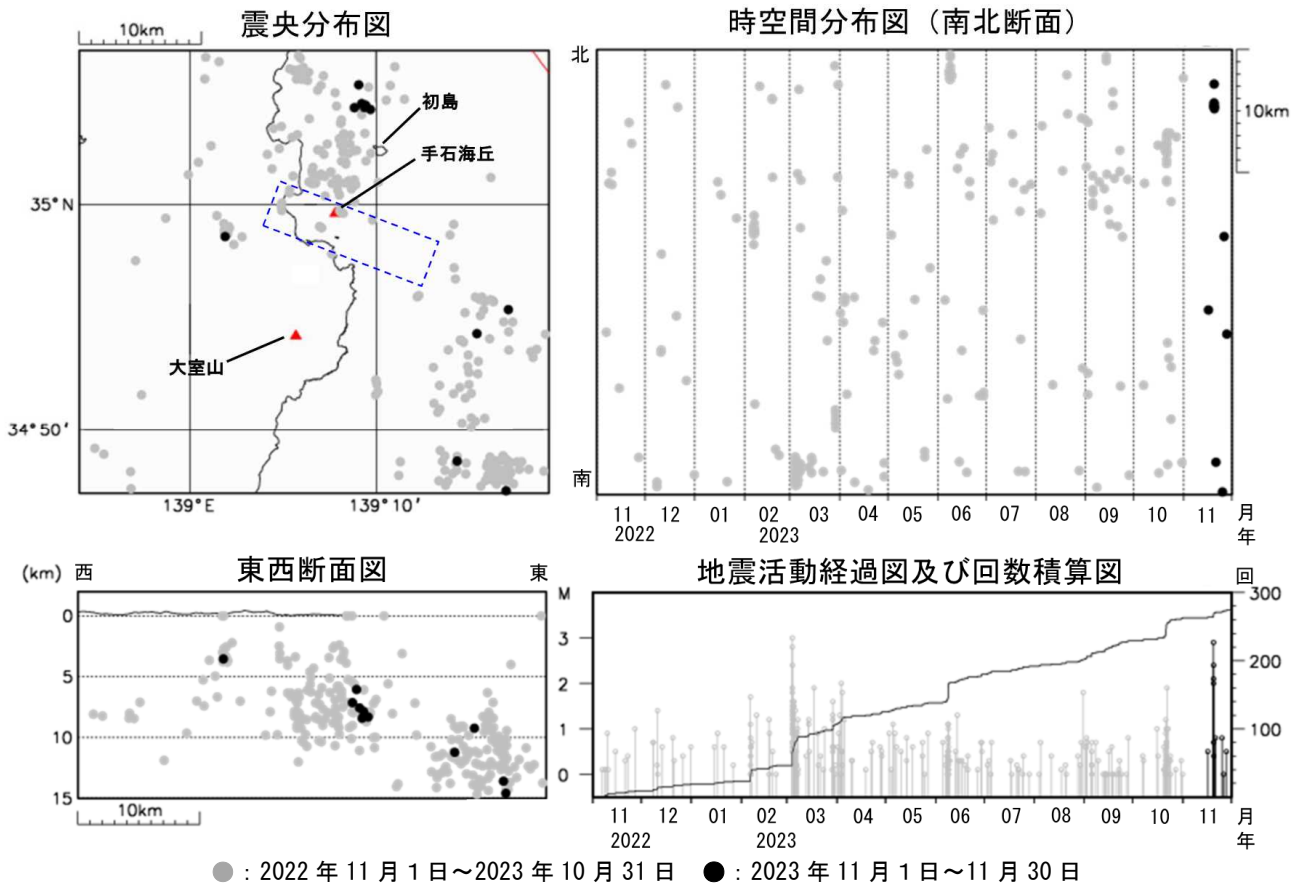 震央分布図
10km
初島
手石海丘
大室山
35°N
34°50′
139°E
139°10′
時空間分布図（南北断面）
北
南
10km
11 12 01 02 03 04 05 06 07 08 09 10 11 月
2022 2023 年
東西断面図
(km) 西 東
0
5
10
15
10km
地震活動経過図及び回数積算図
M 回
3
2
1
0
300
200
100
0
11 12 01 02 03 04 05 06 07 08 09 10 11 月
2022 2023 年
：2022 年 11 月 1 日～2023 年 10 月 31 日 ：2023 年 11 月 1 日～11 月 30 日